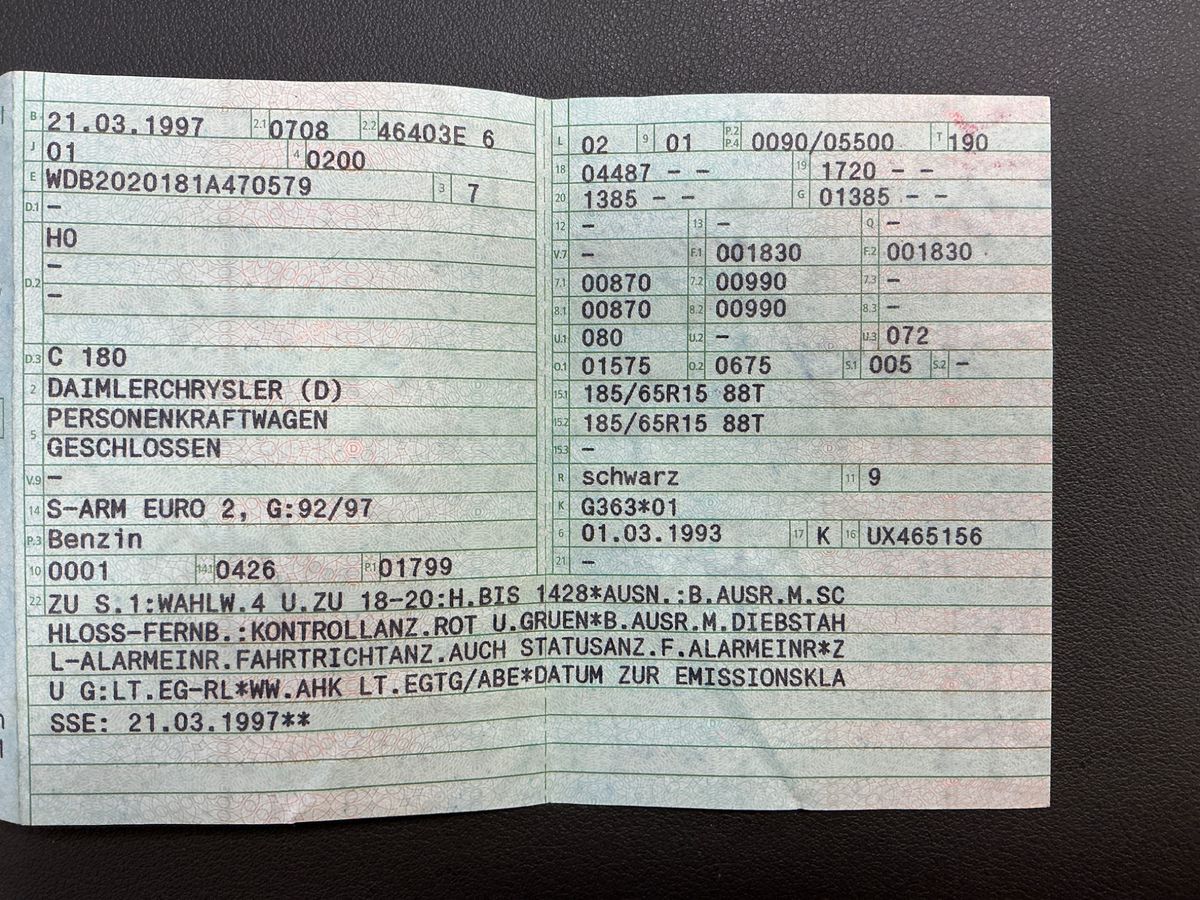 B 21.03.1997 2.1 0708 2.2 46403E 6
J 01 4 0200
E WDB2020181A470579 3 7
D.1 –
HO
D.2 –
–
D.3 C 180
2 DAIMLERCHRYSLER (D)
5 PERSONENKRAFTWAGEN
GESCHLOSSEN
V.9 –
14 S-ARM EURO 2, G:92/97
P.3 Benzin
10 0001 14.1 0426 P.1 01799
L 02 9 01 P.2 P.4 0090/05500 T 190
18 04487 – – 19 1720 – –
20 1385 – – G 01385 – –
12 – 13 – Q –
V.7 – F.1 001830 F.2 001830
7.1 00870 7.2 00990 7.3 –
8.1 00870 8.2 00990 8.3 –
U.1 080 U.2 – U.3 072
O.1 01575 O.2 0675 S.1 005 S.2 –
15.1 185/65R15 88T
15.2 185/65R15 88T
15.3 –
R schwarz 11 9
K G363*01
6 01.03.1993 17 K 16 UX465156
21 –
22 ZU S.1:WAHLW.4 U.ZU 18-20:H.BIS 1428*AUSN.:B.AUSR.M.SC
HLOSS-FERNB.:KONTROLLANZ.ROT U.GRUEN*B.AUSR.M.DIEBSTAH
L-ALARMEINR.FAHRTRICHTANZ.AUCH STATUSANZ.F.ALARMEINR*Z
U G:LT.EG-RL*WW.AHK LT.EGTG/ABE*DATUM ZUR EMISSIONSKLA
SSE: 21.03.1997**